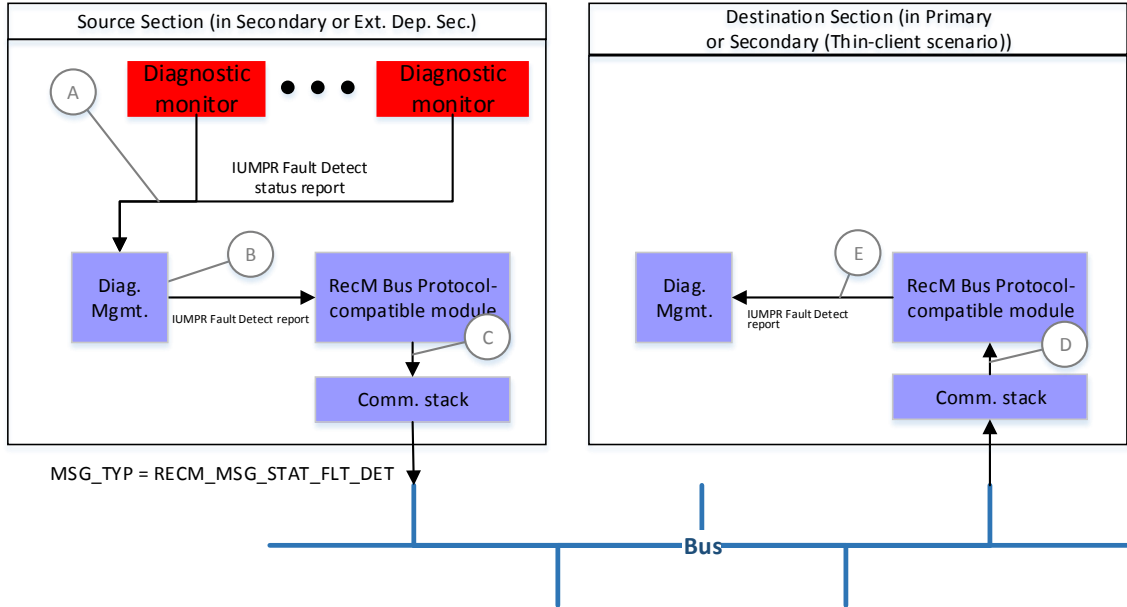 Source Section (in Secondary or Ext. Dep. Sec.)
Diagnostic
monitor
Diagnostic
monitor
A
IUMPR Fault Detect
status report
B
Diag.
Mgmt.
IUMPR Fault Detect report
RecM Bus Protocol-
compatible module
C
Comm. stack
MSG_TYP = RECM_MSG_STAT_FLT_DET
Destination Section (in Primary
or Secondary (Thin-client scenario))
E
Diag.
Mgmt.
IUMPR Fault Detect
report
RecM Bus Protocol-
compatible module
D
Comm. stack
Bus